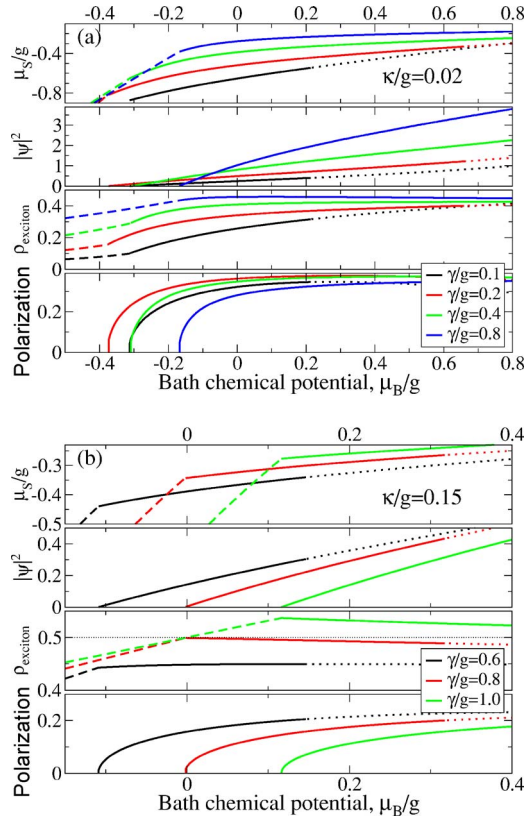 -0.4 -0.2 0 0.2 0.4 0.6 0.8
(a)
κ/g=0.02
μS/g
-0.4
-0.8
|ψ|²
3
2
1
0
ρexciton
0.4
0.2
0
Polarization
0.2
0
γ/g=0.1
γ/g=0.2
γ/g=0.4
γ/g=0.8
-0.4 -0.2 0 0.2 0.4 0.6 0.8
Bath chemical potential, μB/g
0 0.2 0.4
(b)
κ/g=0.15
μS/g
-0.3
-0.4
-0.5
|ψ|²
0.4
0.2
0
ρexciton
0.5
0.4
γ/g=0.6
γ/g=0.8
γ/g=1.0
Polarization
0.2
0
0 0.2 0.4
Bath chemical potential, μB/g